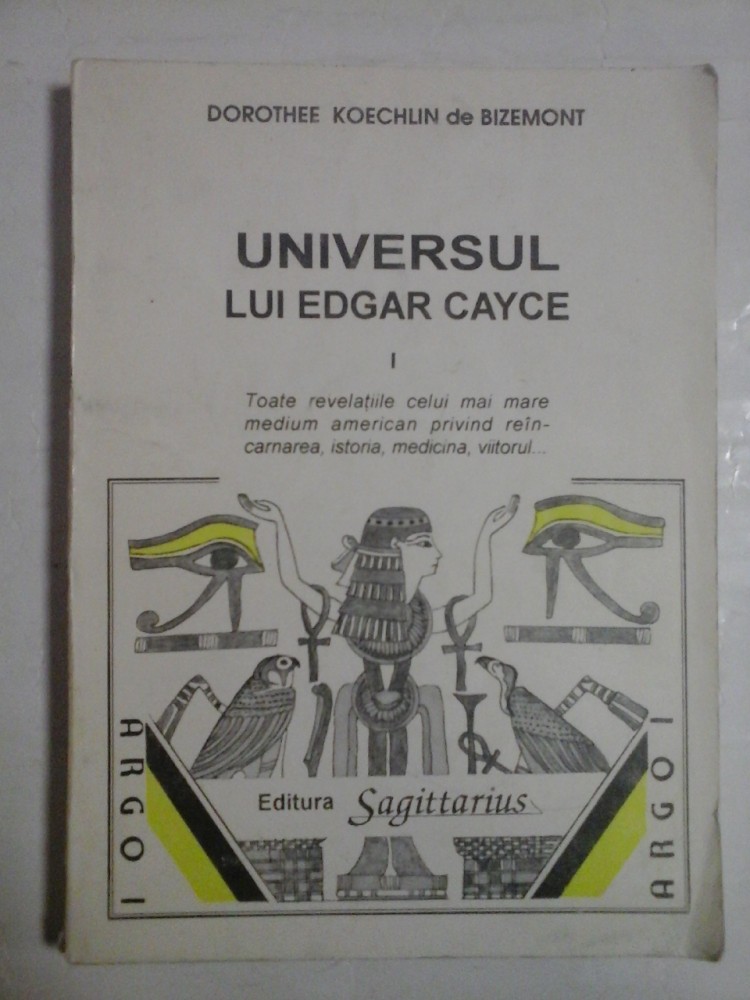 DOROTHEE KOECHLIN de BIZEMONT
UNIVERSUL
LUI EDGAR CAYCE
I
Toate revelațiile celui mai mare
medium american privind reîn-
carnarea, istoria, medicina, viitorul...
ARGO I
Editura Sagittarius
ARGO I